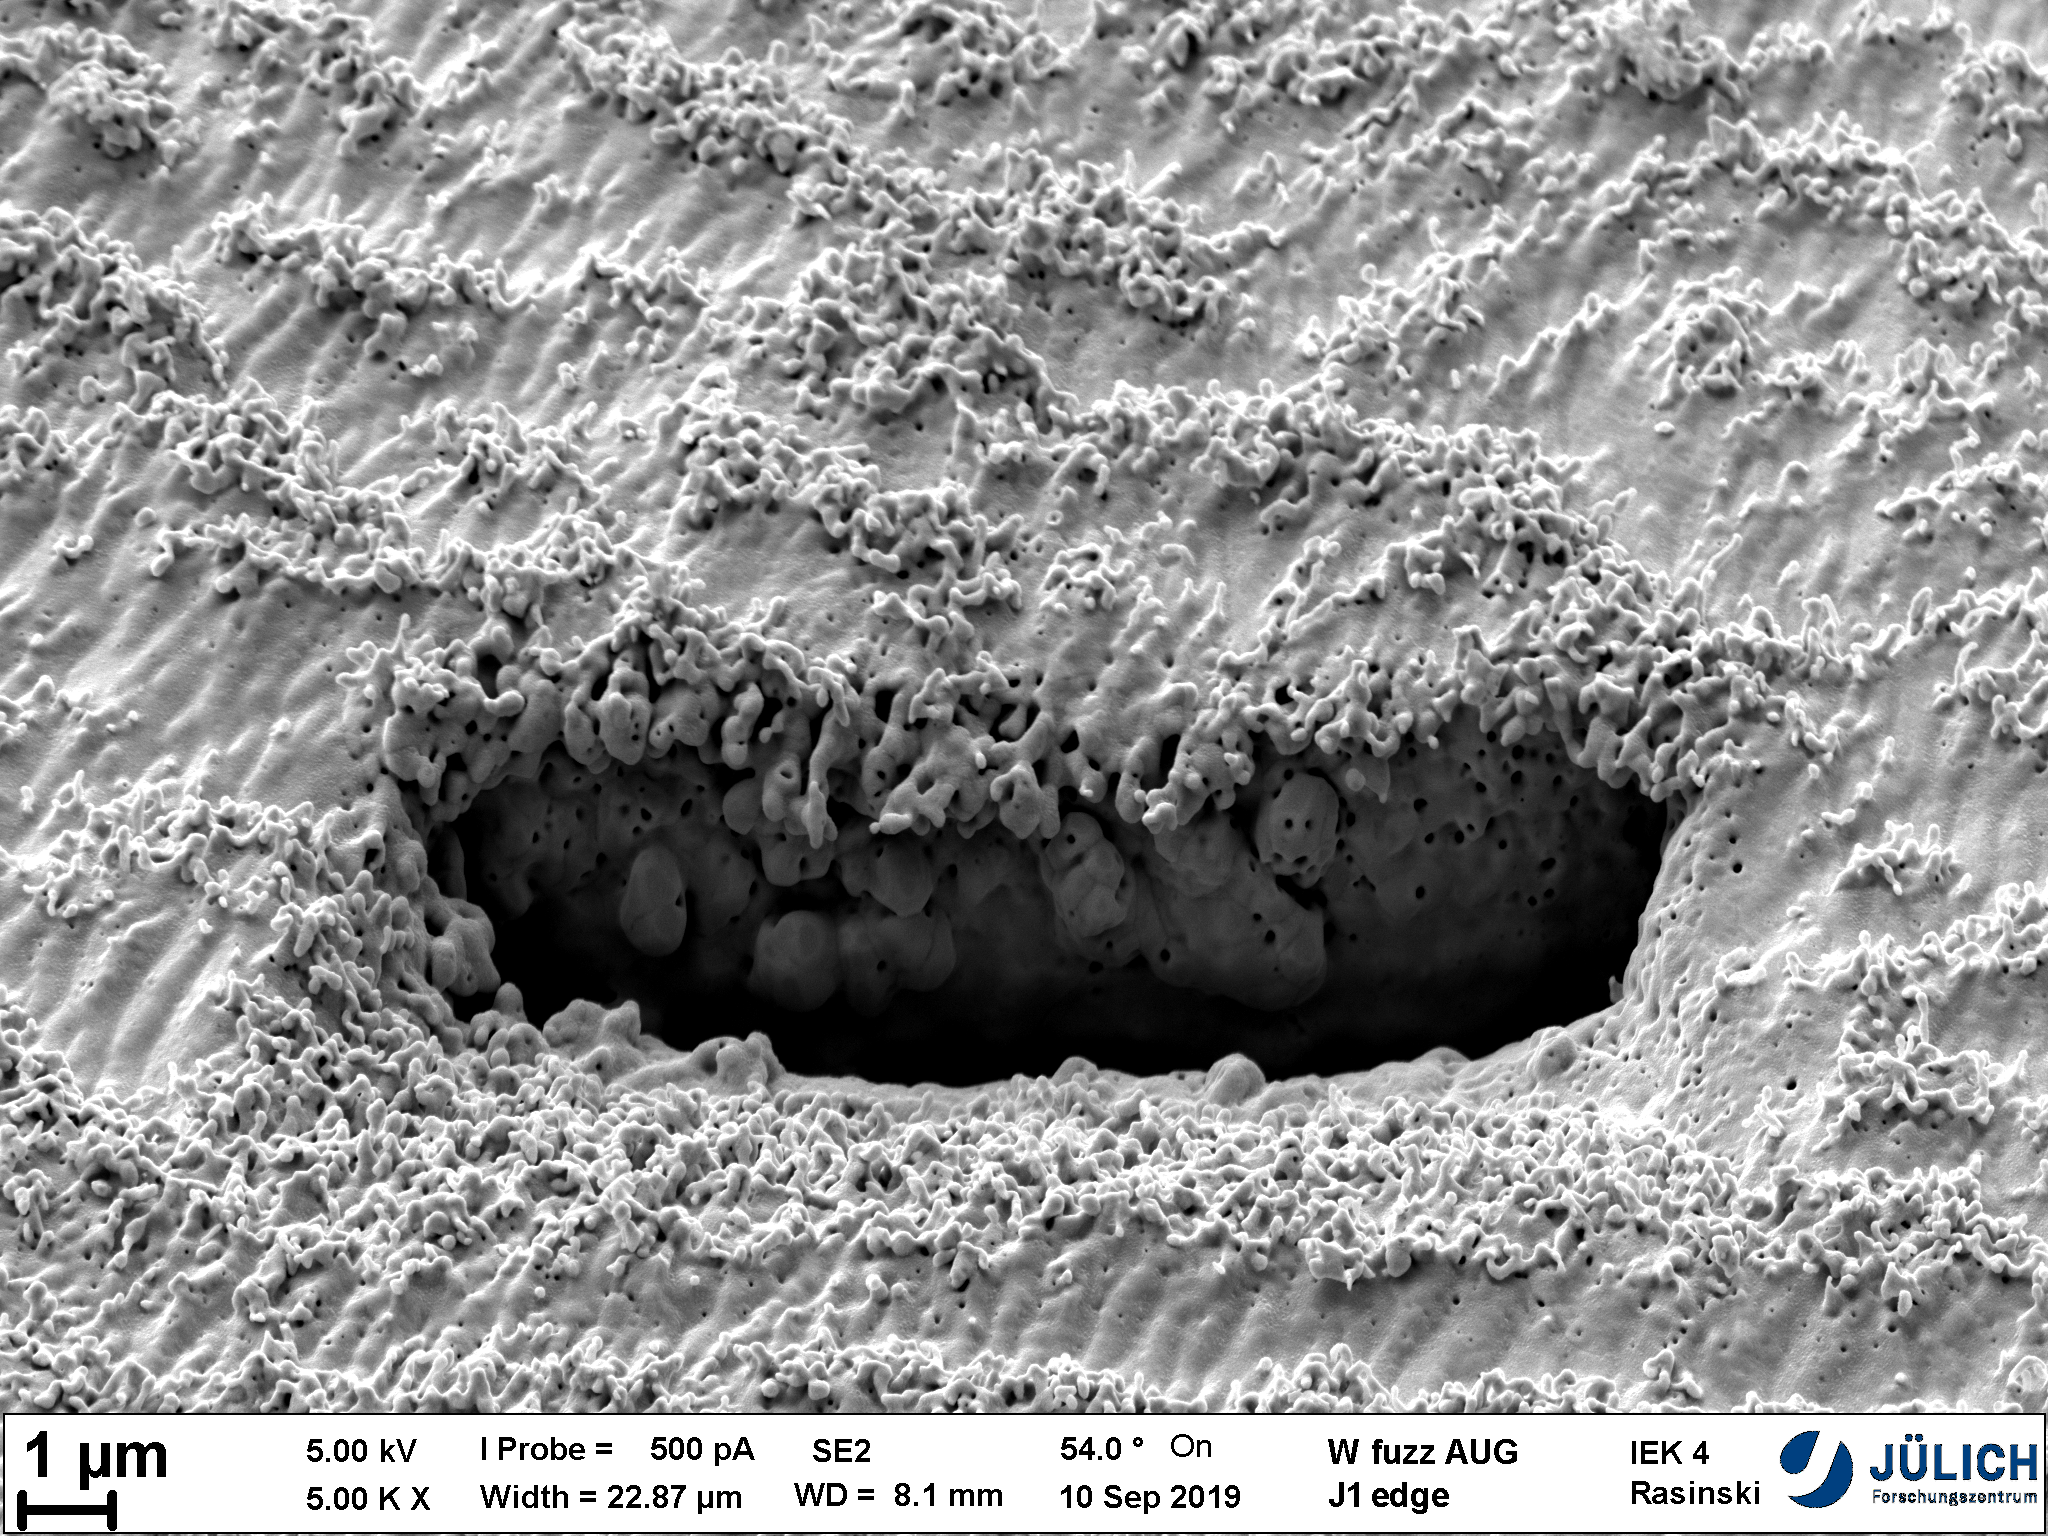 1 µm
5.00 kV I Probe = 500 pA SE2 54.0 ° On W fuzz AUG IEK 4
5.00 K X Width = 22.87 µm WD = 8.1 mm 10 Sep 2019 J1 edge Rasinski
JÜLICH
Forschungszentrum